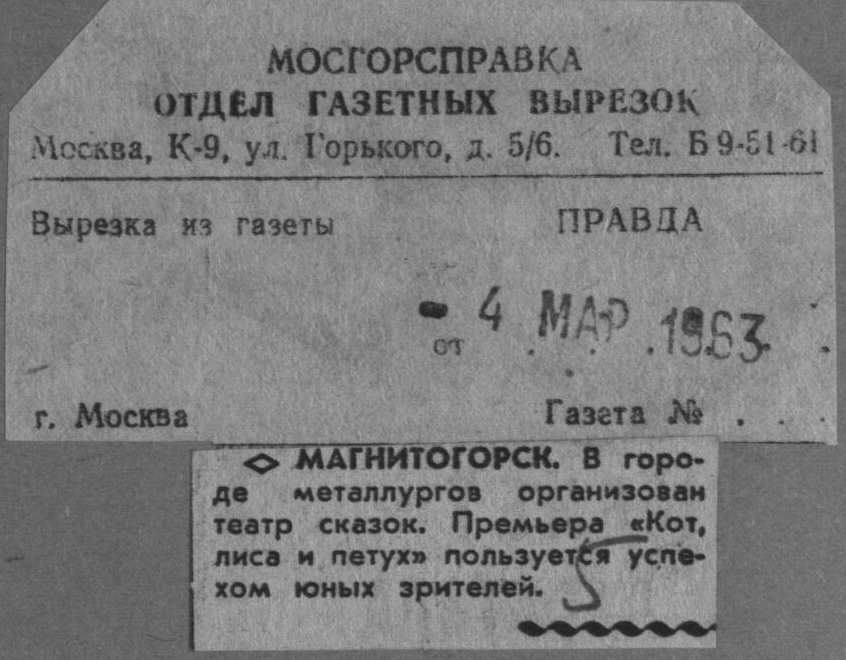 МОСГОРСПРАВКА
ОТДЕЛ ГАЗЕТНЫХ ВЫРЕЗОК
Москва, К-9, ул. Горького, д. 5/6. Тел. Б 9-51-61
Вырезка из газеты ПРАВДА
- 4 МАР 1963
от . . . .
г. Москва Газета № . . .
◇ МАГНИТОГОРСК. В горо-
де металлургов организован
театр сказок. Премьера «Кот,
лиса и петух» пользуется успе-
хом юных зрителей.